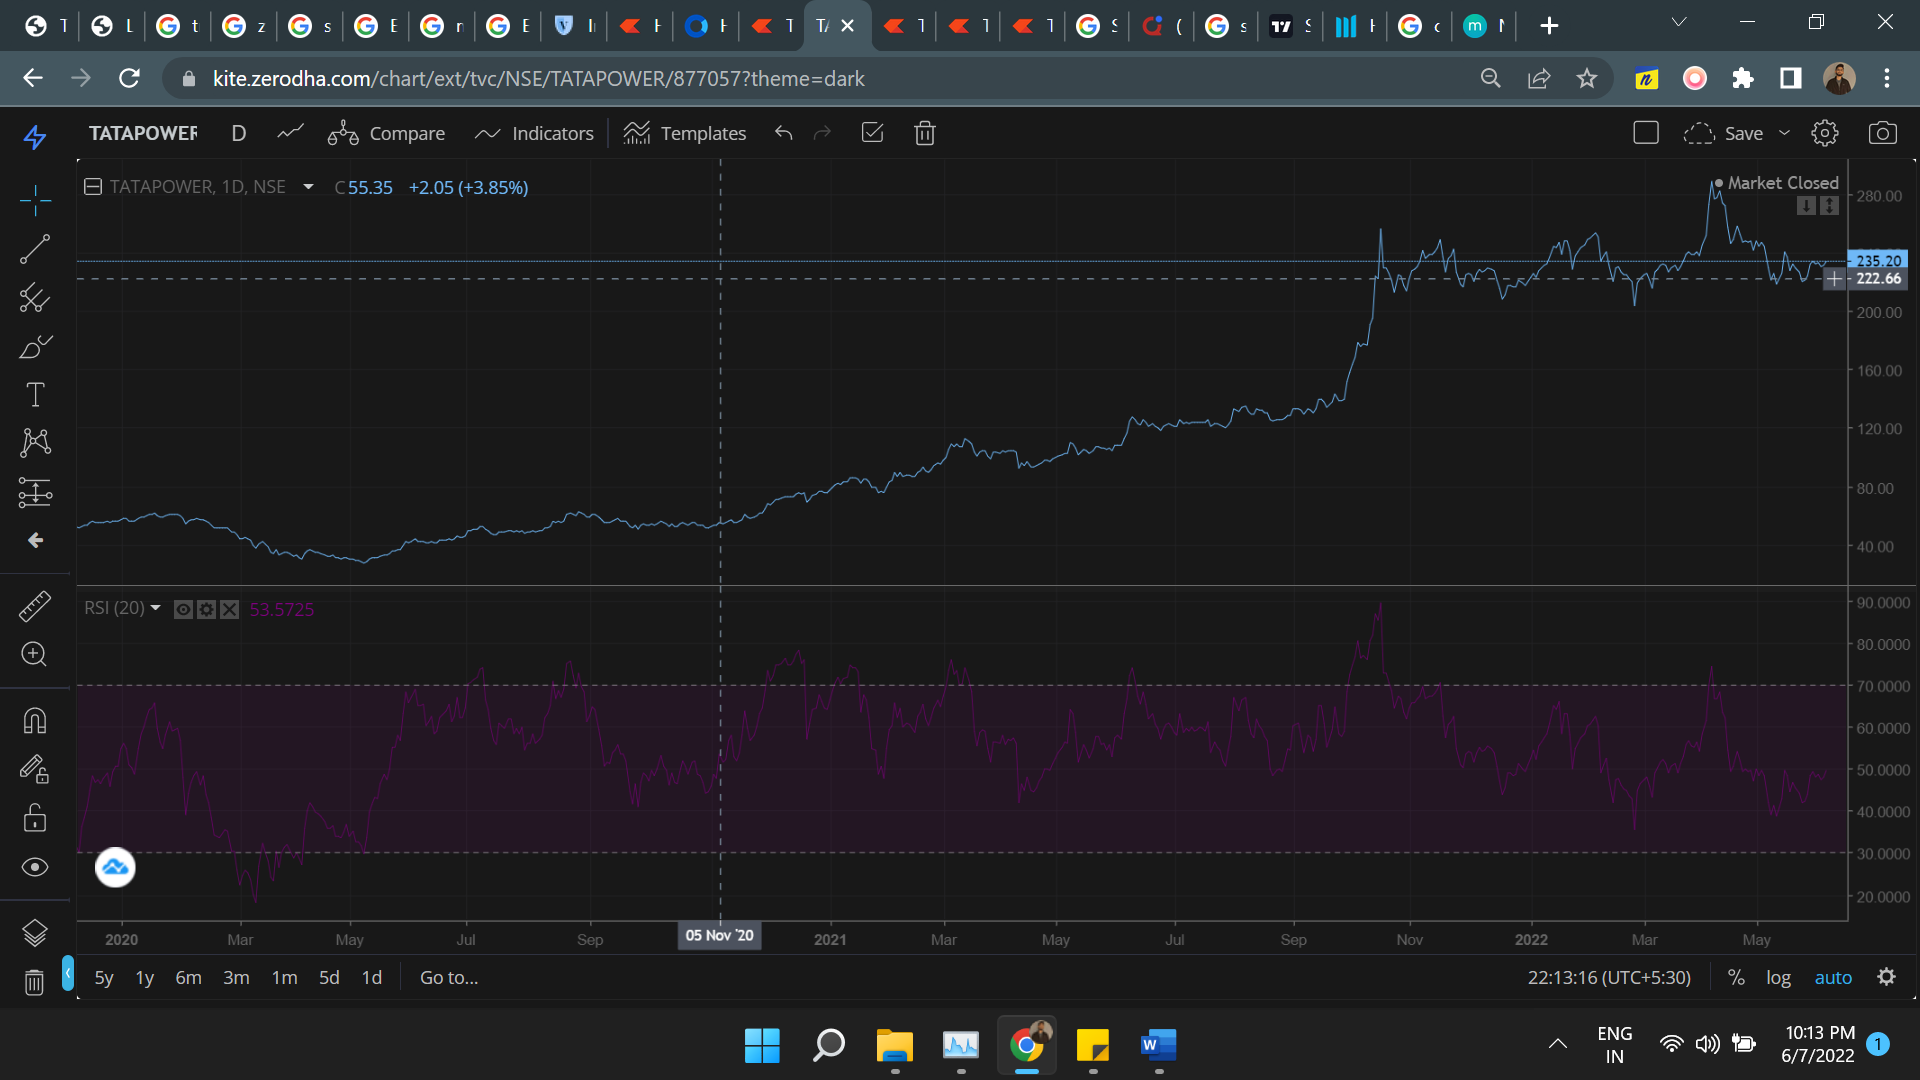 kite.zerodha.com/chart/ext/tvc/NSE/TATAPOWER/877057?theme=dark
TATAPOWER D Compare Indicators Templates Save
TATAPOWER, 1D, NSE C55.35 +2.05 (+3.85%)
Market Closed
280.00
235.20
222.66
200.00
160.00
120.00
80.00
40.00
RSI (20) 53.5725
90.0000
80.0000
70.0000
60.0000
50.0000
40.0000
30.0000
20.0000
2020 Mar May Jul Sep 05 Nov '20 2021 Mar May Jul Sep Nov 2022 Mar May
5y 1y 6m 3m 1m 5d 1d Go to... 22:13:16 (UTC+5:30) % log auto
ENG
IN
10:13 PM
6/7/2022
1